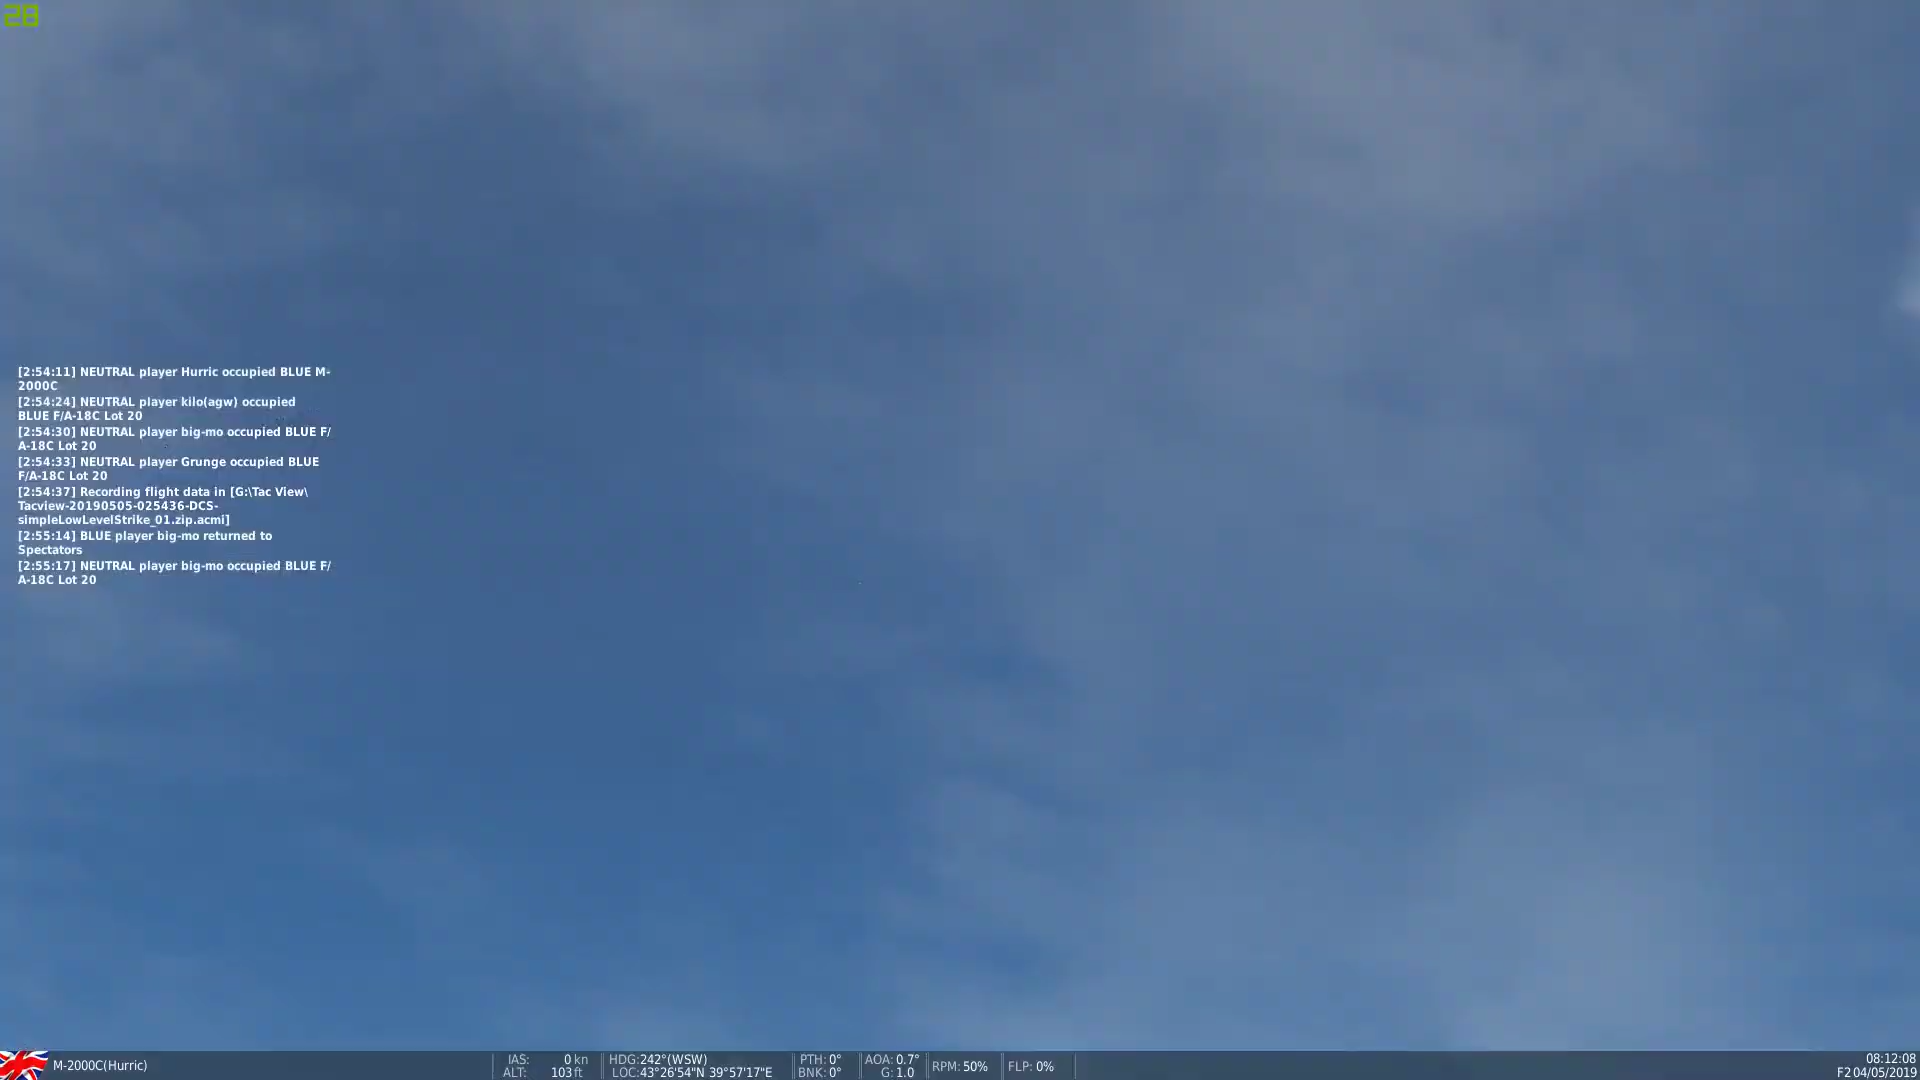 28
[2:54:11] NEUTRAL player Hurric occupied BLUE M-
2000C
[2:54:24] NEUTRAL player kilo(agw) occupied
BLUE F/A-18C Lot 20
[2:54:30] NEUTRAL player big-mo occupied BLUE F/
A-18C Lot 20
[2:54:33] NEUTRAL player Grunge occupied BLUE
F/A-18C Lot 20
[2:54:37] Recording flight data in [G:\Tac View\
Tacview-20190505-025436-DCS-
simpleLowLevelStrike_01.zip.acmi]
[2:55:14] BLUE player big-mo returned to
Spectators
[2:55:17] NEUTRAL player big-mo occupied BLUE F/
A-18C Lot 20
M-2000C(Hurric)
IAS: 0 kn
ALT: 103 ft
HDG:242°(WSW)
LOC:43°26'54"N 39°57'17"E
PTH: 0°
BNK: 0°
AOA: 0.7°
G: 1.0
RPM: 50%
FLP: 0%
08:12:08
F2 04/05/2019